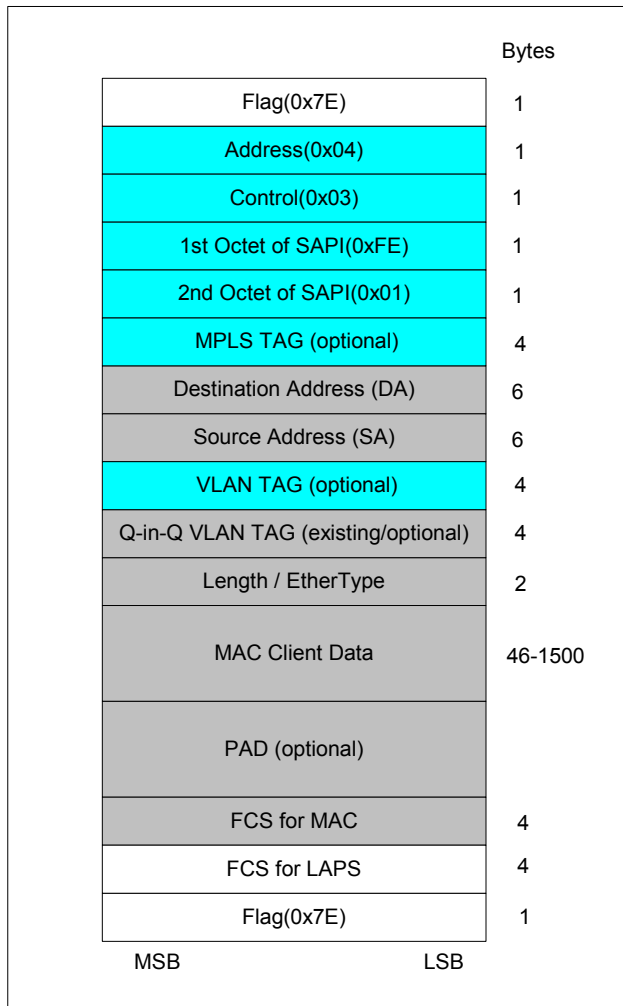 Bytes
Flag(0x7E) 1
Address(0x04) 1
Control(0x03) 1
1st Octet of SAPI(0xFE) 1
2nd Octet of SAPI(0x01) 1
MPLS TAG (optional) 4
Destination Address (DA) 6
Source Address (SA) 6
VLAN TAG (optional) 4
Q-in-Q VLAN TAG (existing/optional) 4
Length / EtherType 2
MAC Client Data 46-1500
PAD (optional)
FCS for MAC 4
FCS for LAPS 4
Flag(0x7E) 1
MSB LSB